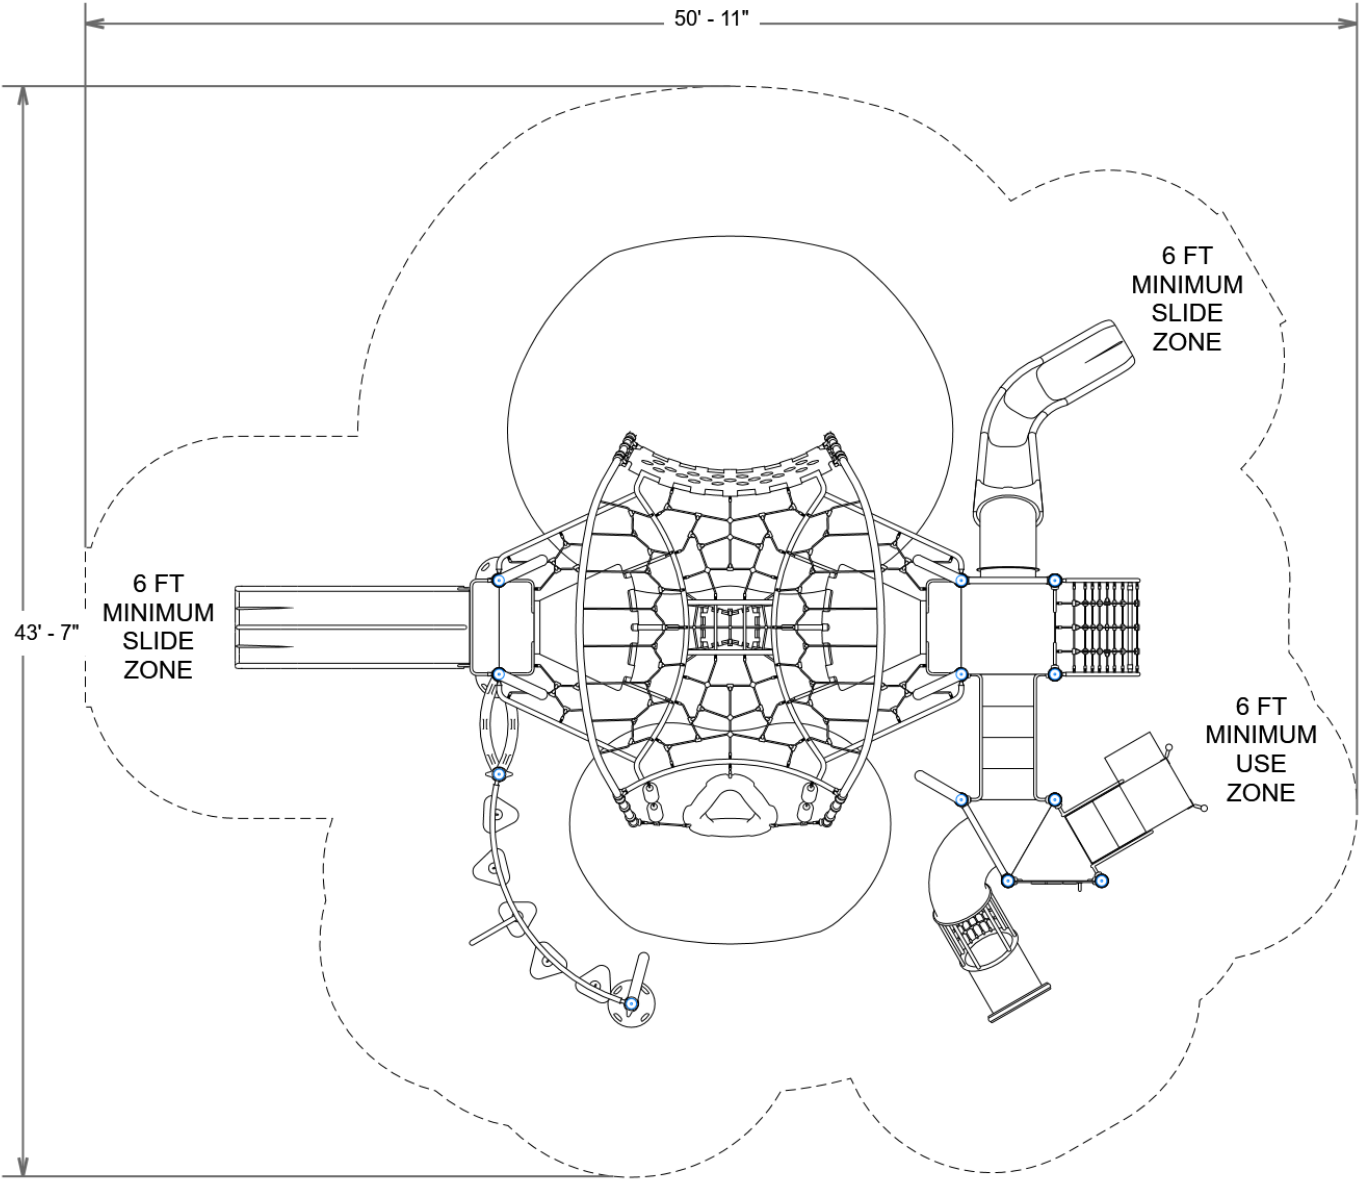 50' - 11"
6 FT
MINIMUM
SLIDE
ZONE
6 FT
MINIMUM
SLIDE
ZONE
43' - 7"
6 FT
MINIMUM
USE
ZONE